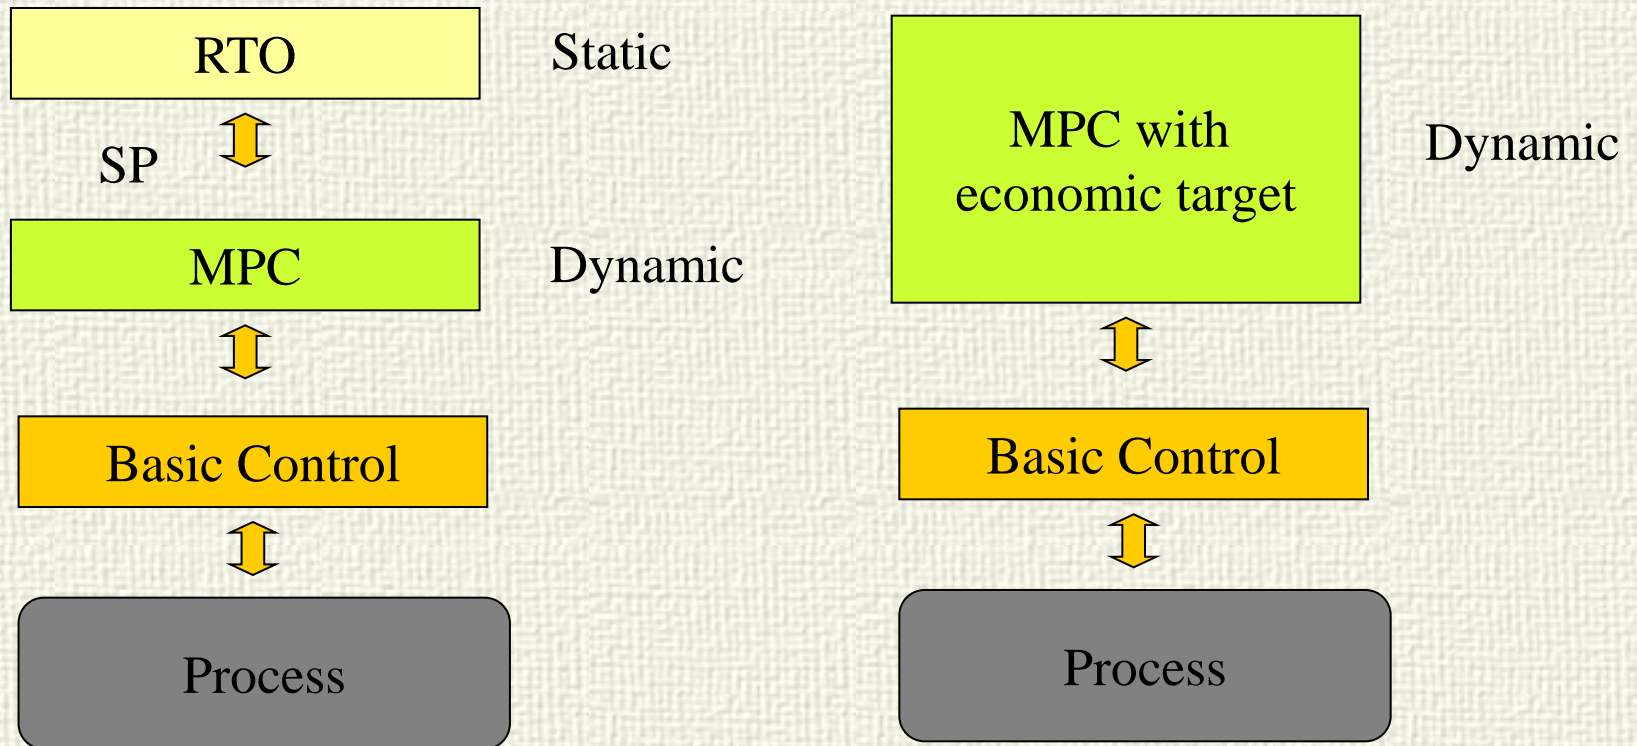 RTO
Static
SP
MPC
Dynamic
Basic Control
Process
MPC with
economic target
Dynamic
Basic Control
Process